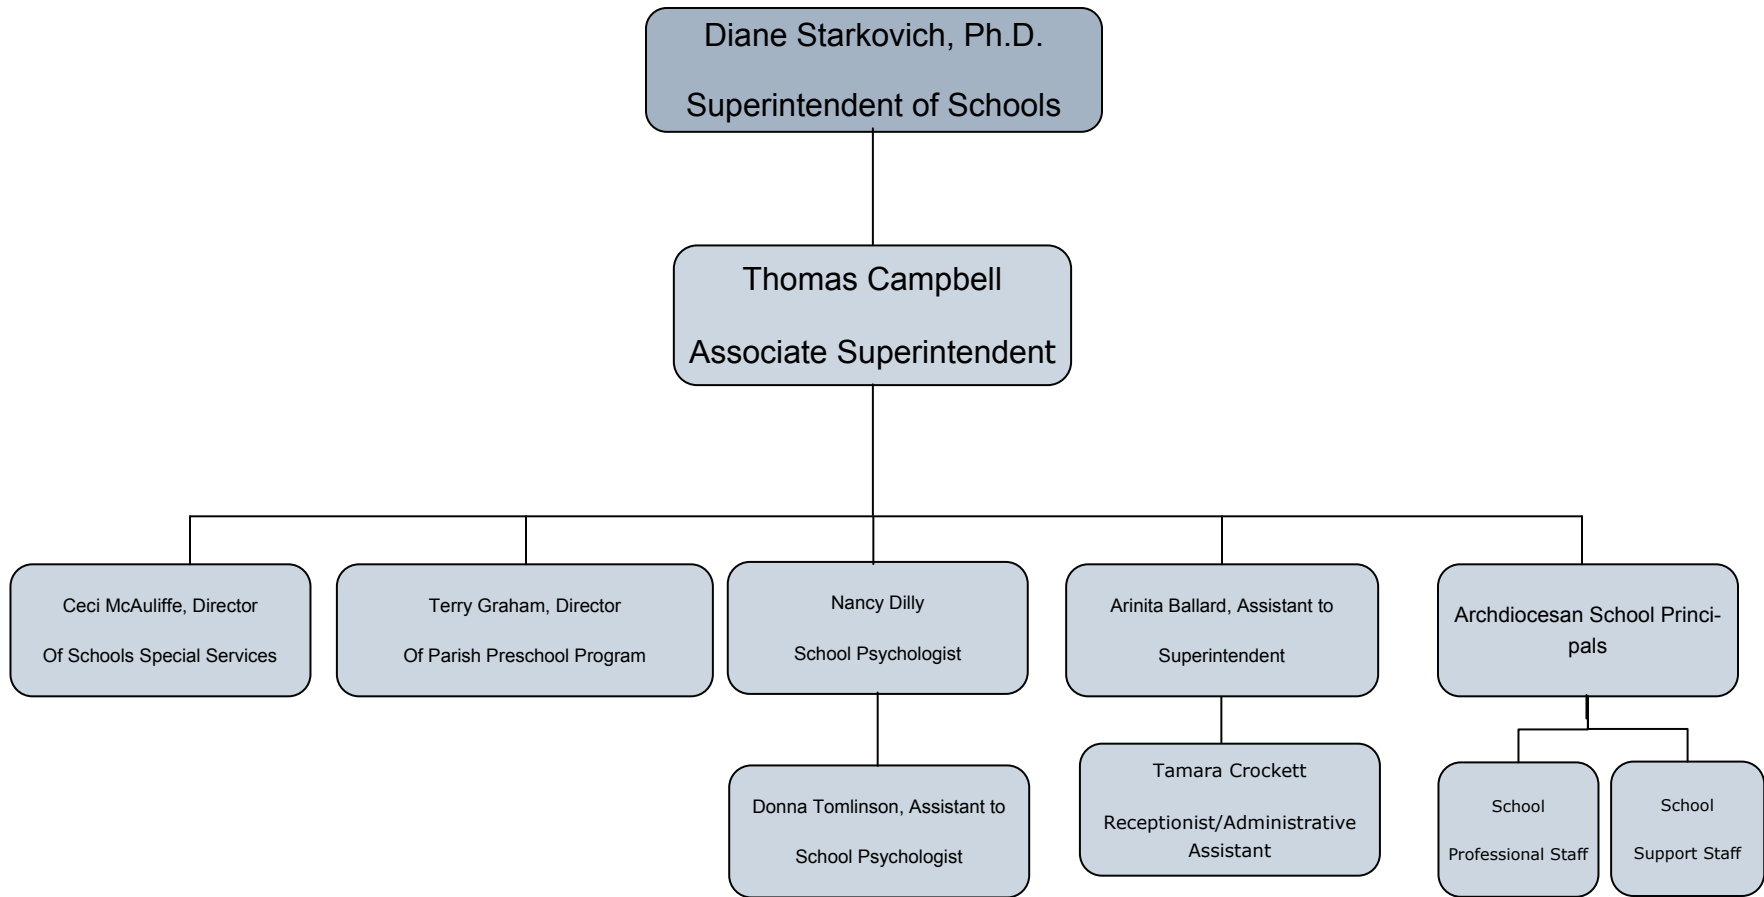 Diane Starkovich, Ph.D.
Superintendent of Schools
Thomas Campbell
Associate Superintendent
Ceci McAuliffe, Director
Of Schools Special Services
Terry Graham, Director
Of Parish Preschool Program
Nancy Dilly
School Psychologist
Arinita Ballard, Assistant to
Superintendent
Archdiocesan School Princi-
pals
Donna Tomlinson, Assistant to
School Psychologist
Tamara Crockett
Receptionist/Administrative
Assistant
School
Professional Staff
School
Support Staff